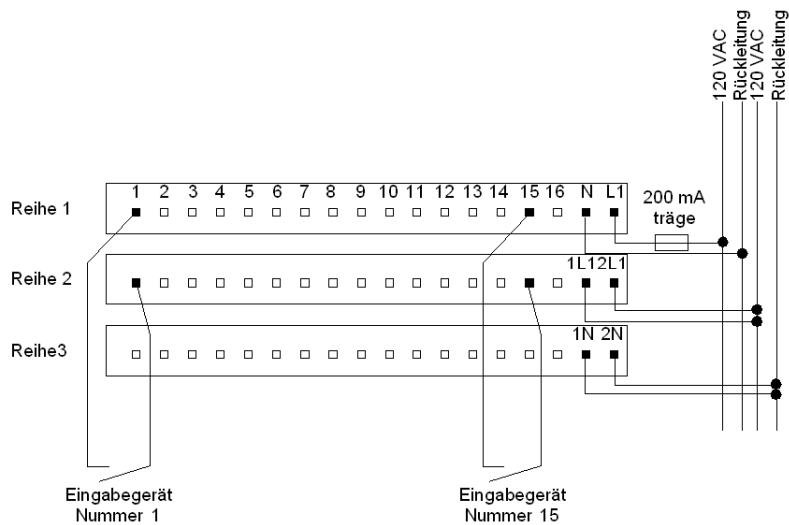 120 VAC
Rückleitung
120 VAC
Rückleitung
1 2 3 4 5 6 7 8 9 10 11 12 13 14 15 16 N L1
Reihe 1
200 mA
träge
1L12L1
Reihe 2
1N 2N
Reihe3
Eingabegerät
Nummer 1
Eingabegerät
Nummer 15